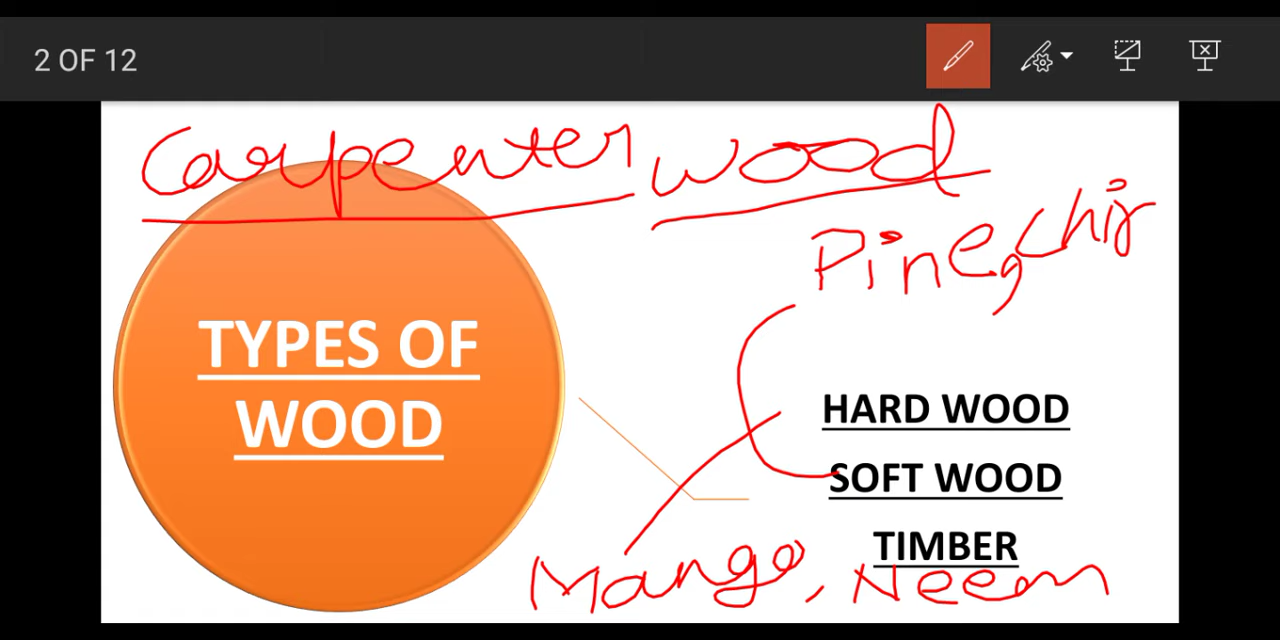 2 OF 12
Carpenter wood
Pine, Chir
TYPES OF
WOOD
HARD WOOD
SOFT WOOD
TIMBER
Mango, Neem